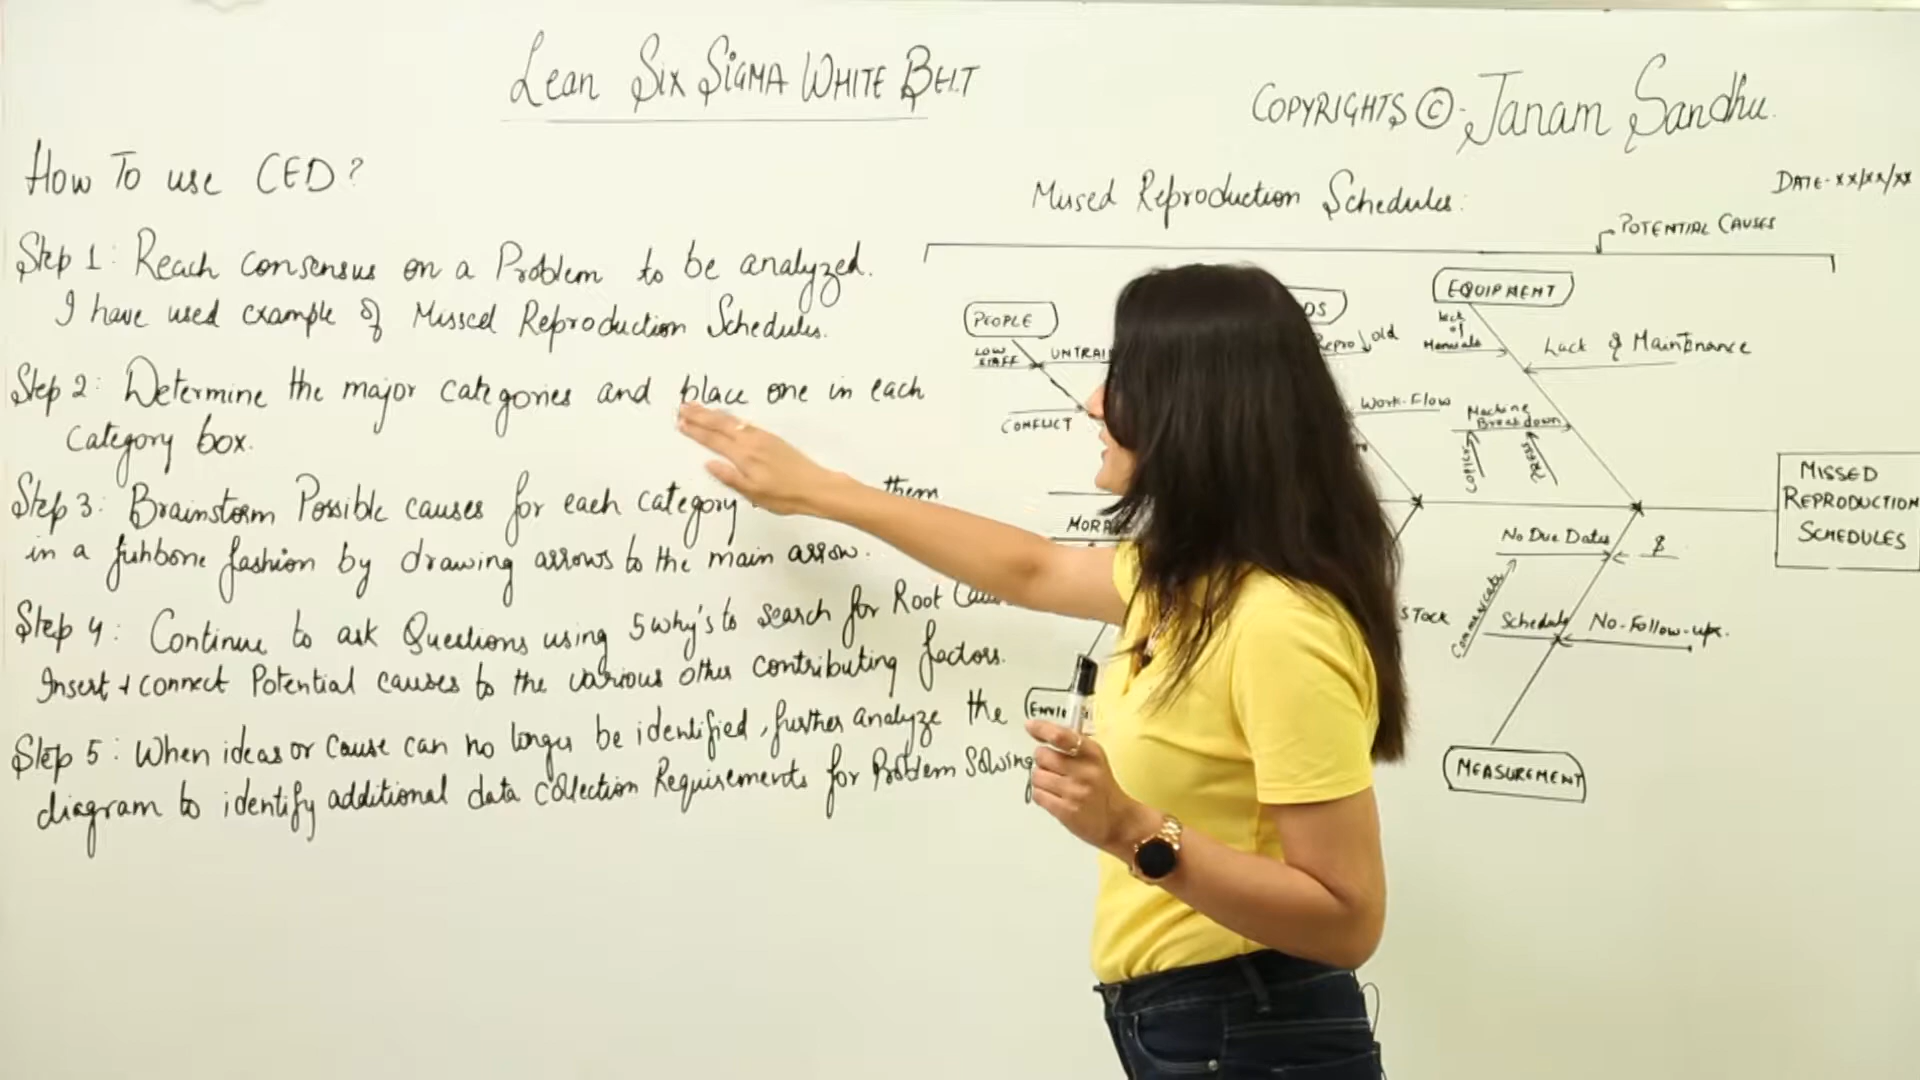 Lean Six Sigma White Belt
COPYRIGHTS © Janam Sandhu
How To use CED?
Step 1: Reach consensus on a Problem to be analyzed.
I have used example of Missed Reproduction Schedules.
Step 2: Determine the major categories and place one in each
category box.
Step 3: Brainstorm Possible causes for each category them
in a fishbone fashion by drawing arrows to the main arrow.
Step 4: Continue to ask Questions using 5 why's to search for Root
Insert & connect Potential causes to the various other contributing factors.
Step 5: When ideas or cause can no longer be identified, further analyze the
diagram to identify additional data collection Requirements for Problem Solving
Missed Reproduction Schedules:
DATE- xx/xx/xx
POTENTIAL CAUSES
PEOPLE
LOW STAFF
CONFLICT
Repro
old
Work-Flow
STOCK
EQUIPMENT
lack
of
Manuals
Lack of Maintenance
Machine
Breakdown
COPIER
PRESS
No Due Dates
$
Communicate
Schedule
No-Follow-ups.
MEASUREMENT
MISSED
REPRODUCTION
SCHEDULES